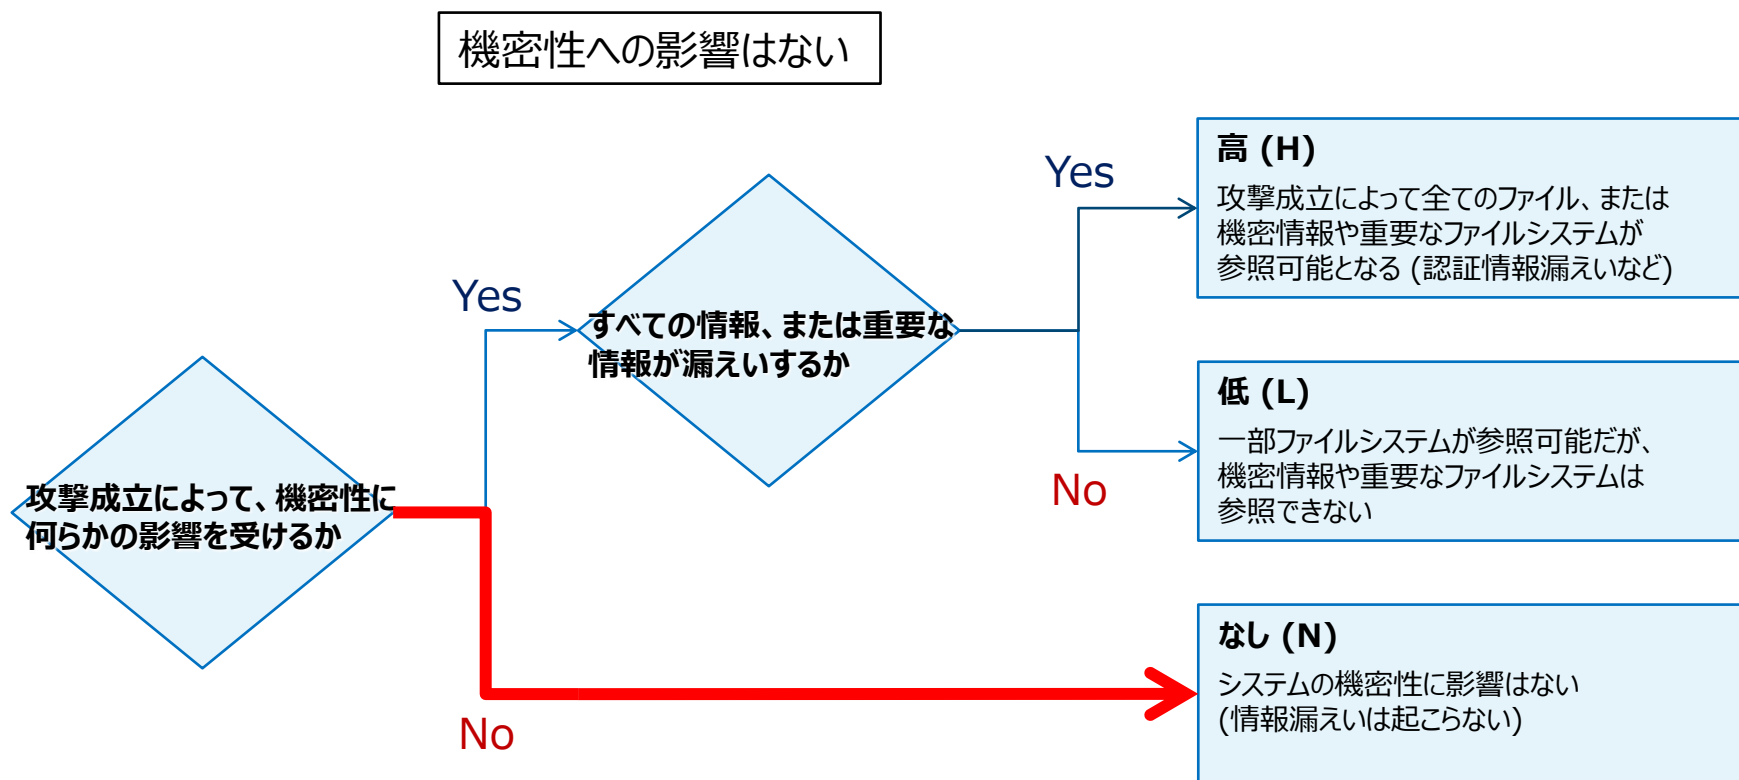 機密性への影響はない
高 (H)
攻撃成立によって全てのファイル、または
機密情報や重要なファイルシステムが
参照可能となる (認証情報漏えいなど)
Yes
Yes
すべての情報、または重要な
情報が漏えいするか
低 (L)
一部ファイルシステムが参照可能だが、
機密情報や重要なファイルシステムは
参照できない
No
攻撃成立によって、機密性に
何らかの影響を受けるか
なし (N)
システムの機密性に影響はない
(情報漏えいは起こらない)
No